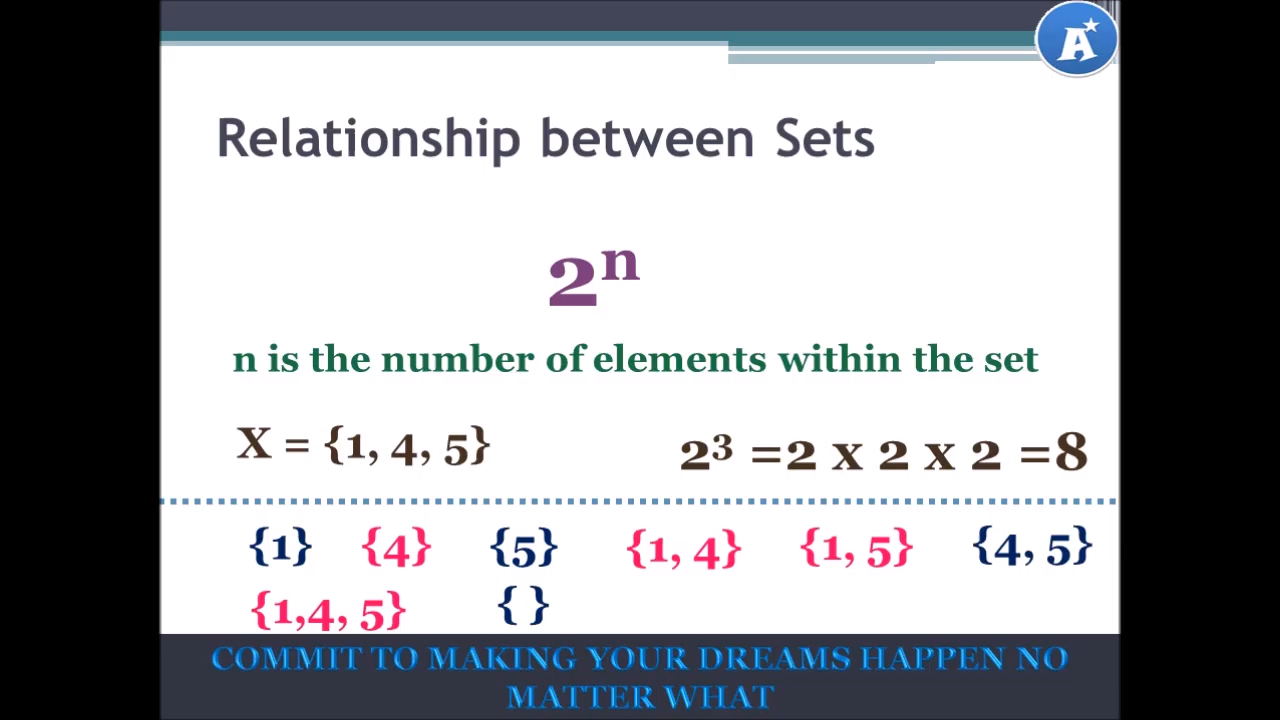 A
Relationship between Sets
2ⁿ
n is the number of elements within the set
X = {1, 4, 5} 2³ =2 x 2 x 2 =8
{1} {4} {5} {1, 4} {1, 5} {4, 5}
{1,4, 5} { }
COMMIT TO MAKING YOUR DREAMS HAPPEN NO
MATTER WHAT